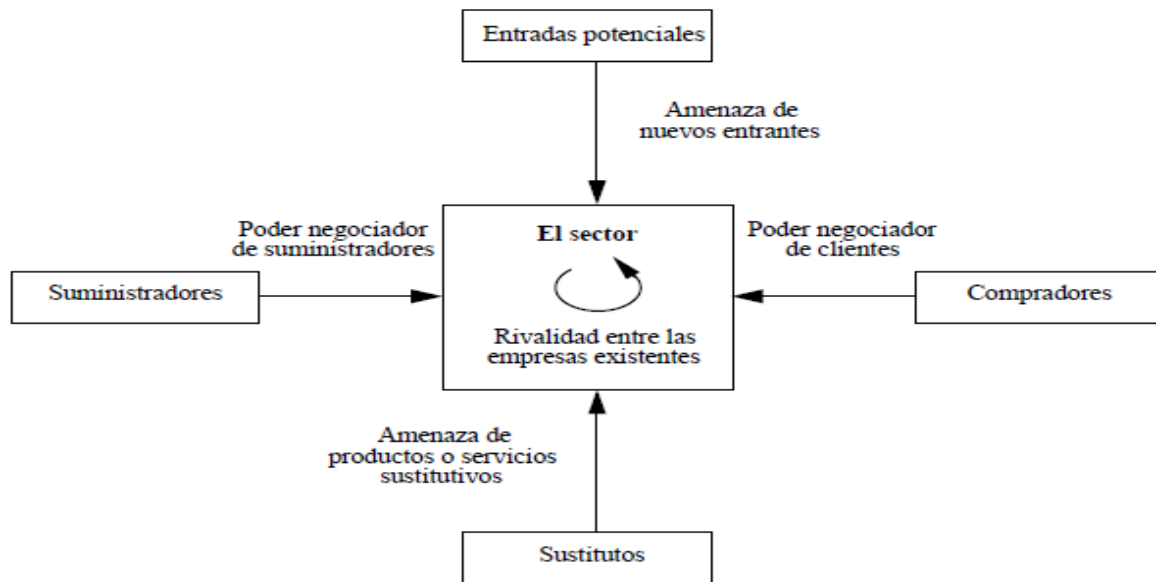 Entradas potenciales
Amenaza de
nuevos entrantes
Poder negociador
de suministradores
El sector
Poder negociador
de clientes
Suministradores
Compradores
Rivalidad entre las
empresas existentes
Amenaza de
productos o servicios
sustitutivos
Sustitutos